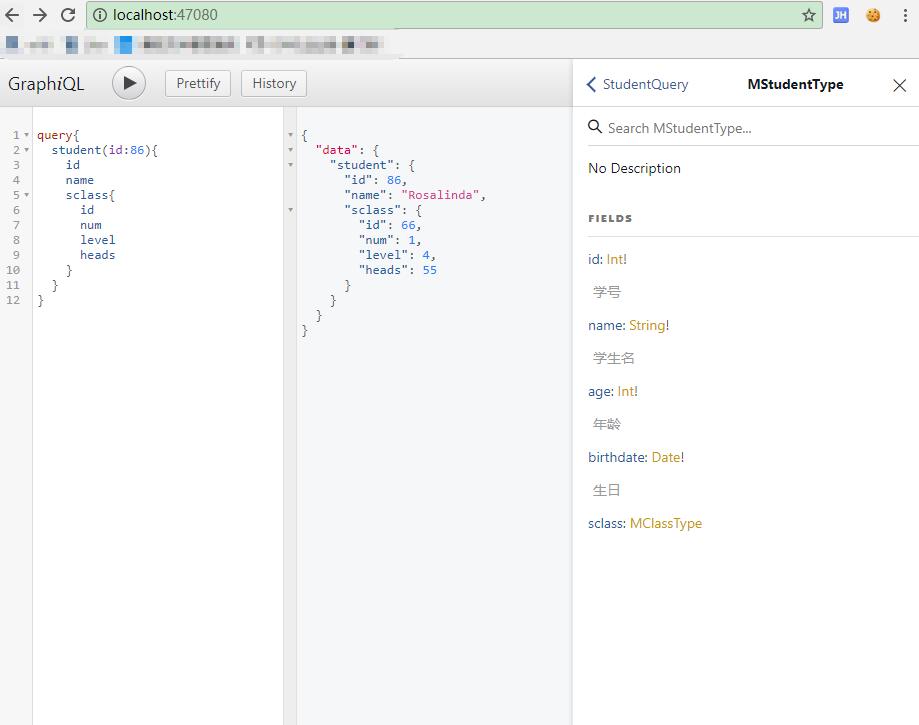 localhost:47080
JH
GraphiQL
Prettify
History
1 query{
2 student(id:86){
3 id
4 name
5 sclass{
6 id
7 num
8 level
9 heads
10 }
11 }
12 }
{
"data": {
"student": {
"id": 86,
"name": "Rosalinda",
"sclass": {
"id": 66,
"num": 1,
"level": 4,
"heads": 55
}
}
}
}
StudentQuery
MStudentType
Search MStudentType...
No Description
FIELDS
id: Int!
学号
name: String!
学生名
age: Int!
年龄
birthdate: Date!
生日
sclass: MClassType